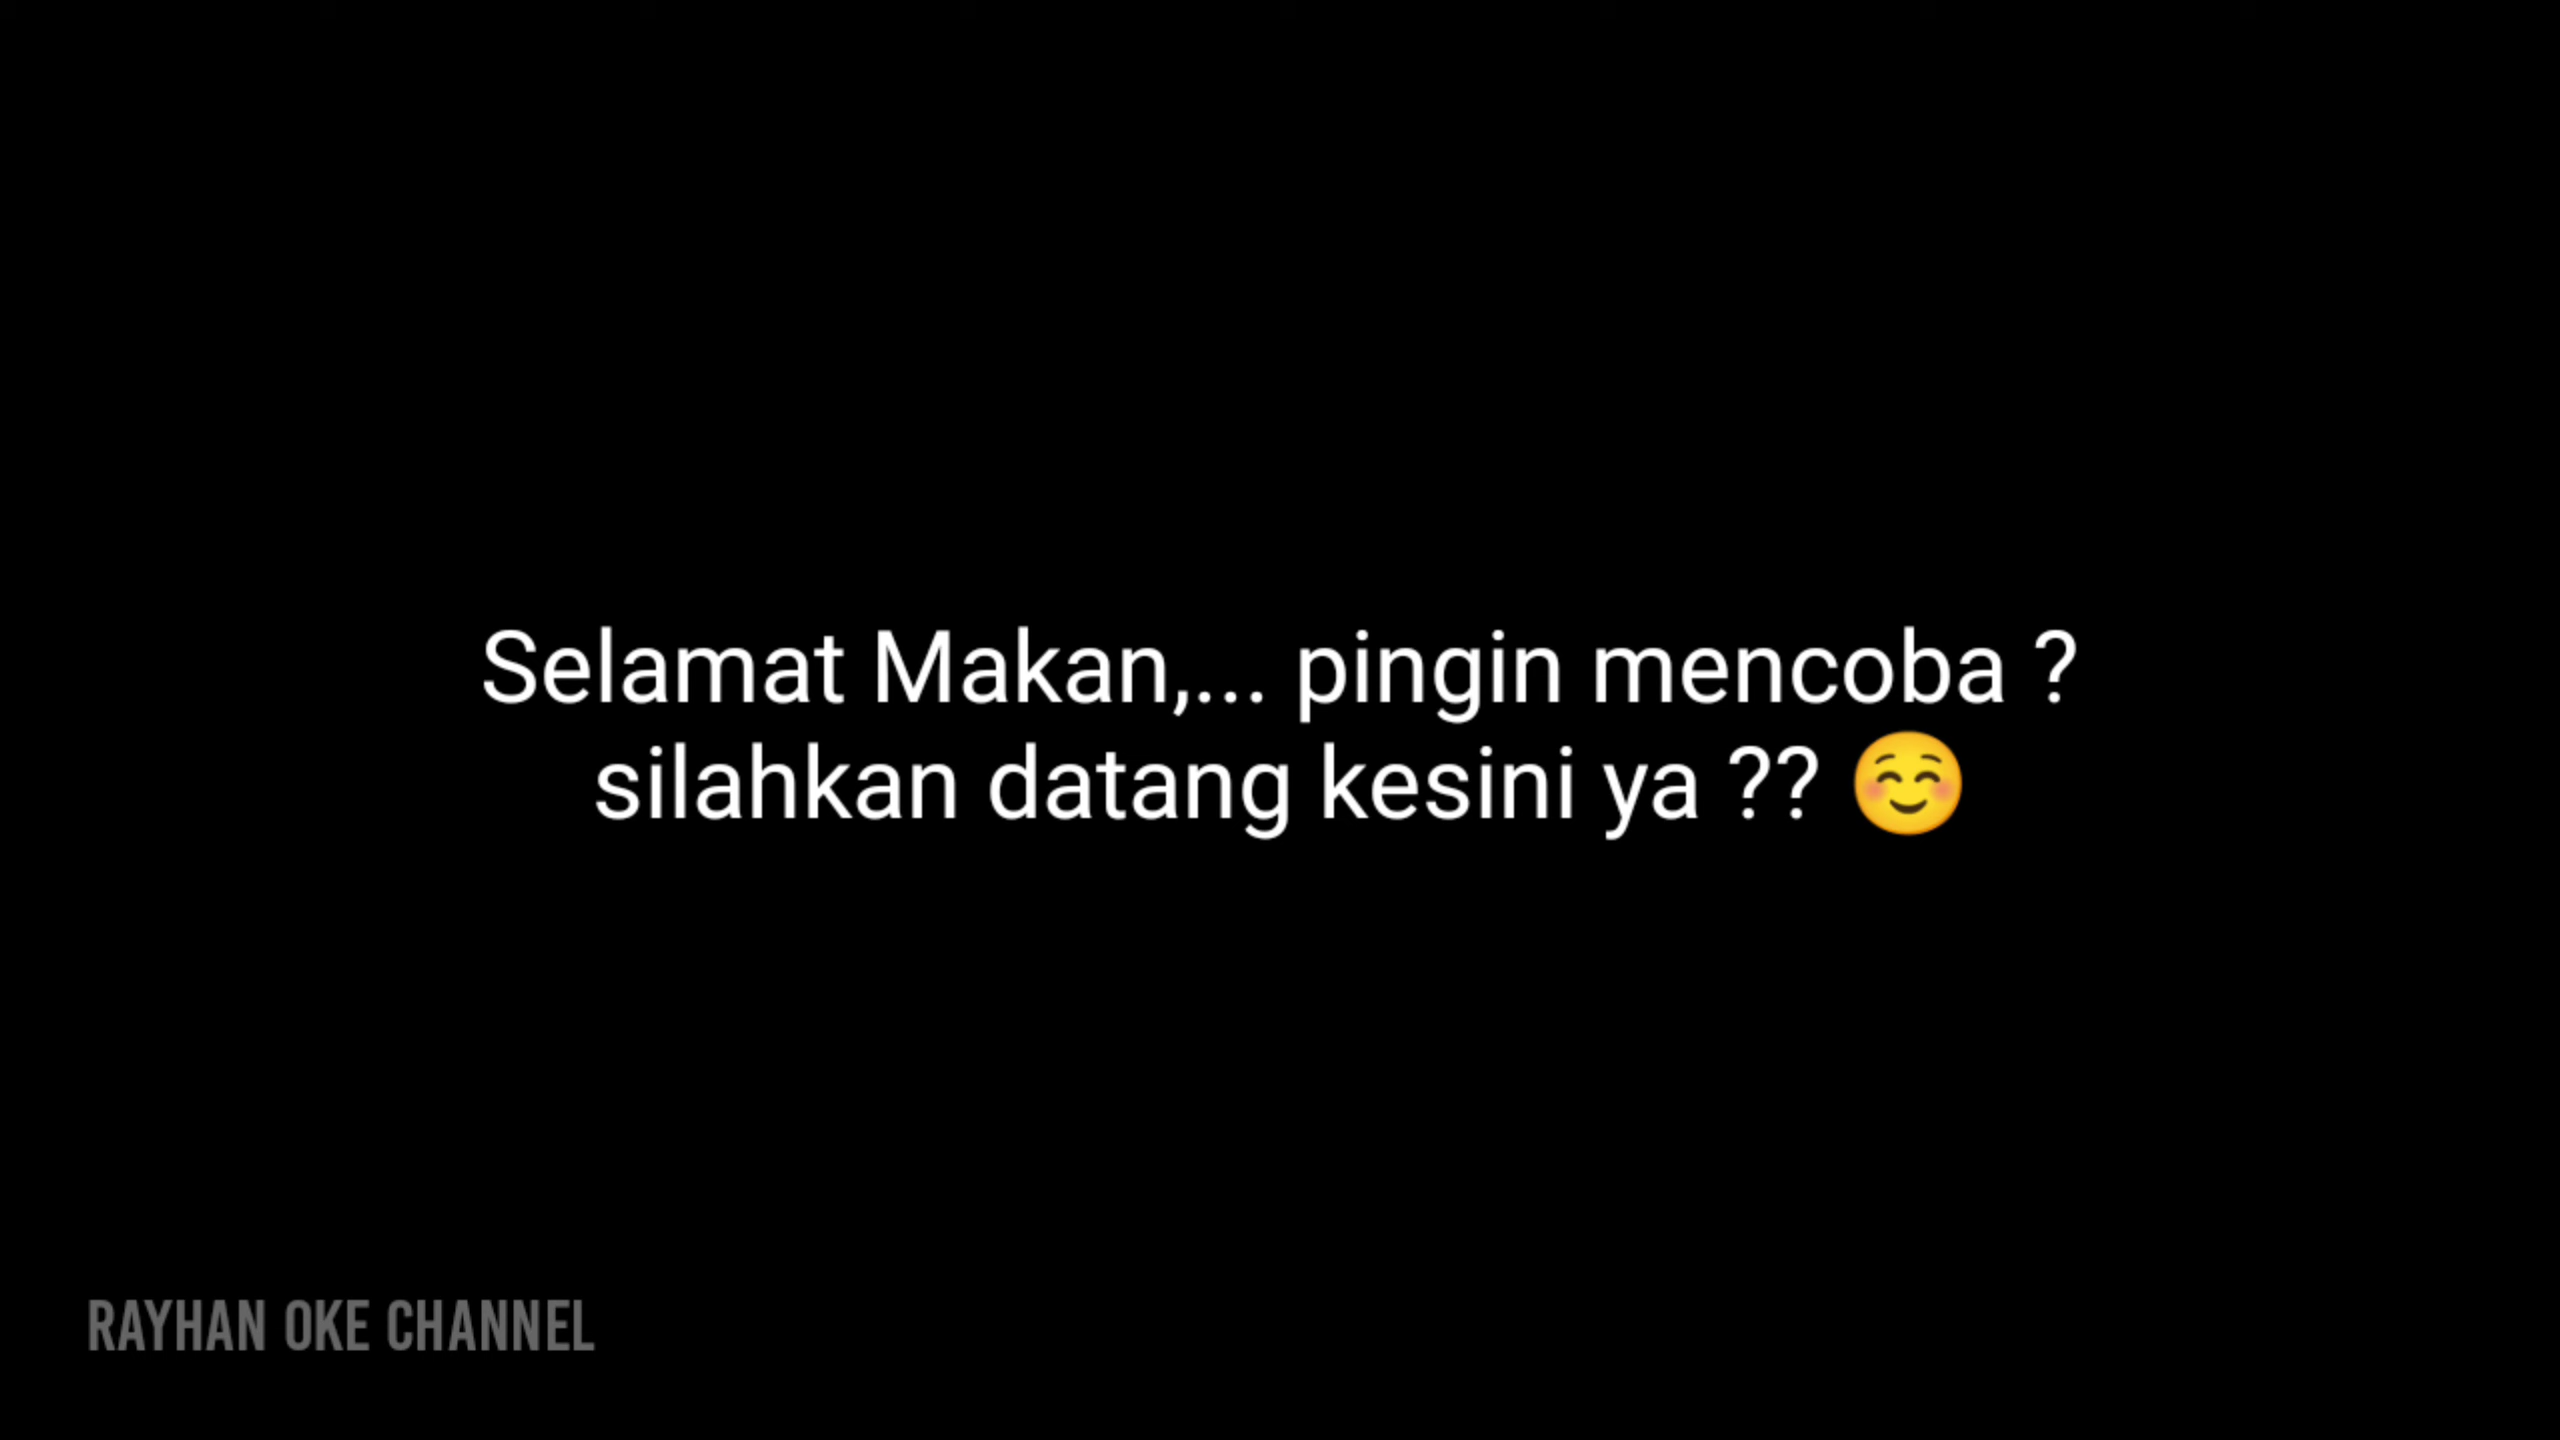 Selamat Makan,... pingin mencoba ?
silahkan datang kesini ya ?? ☺️
RAYHAN OKE CHANNEL